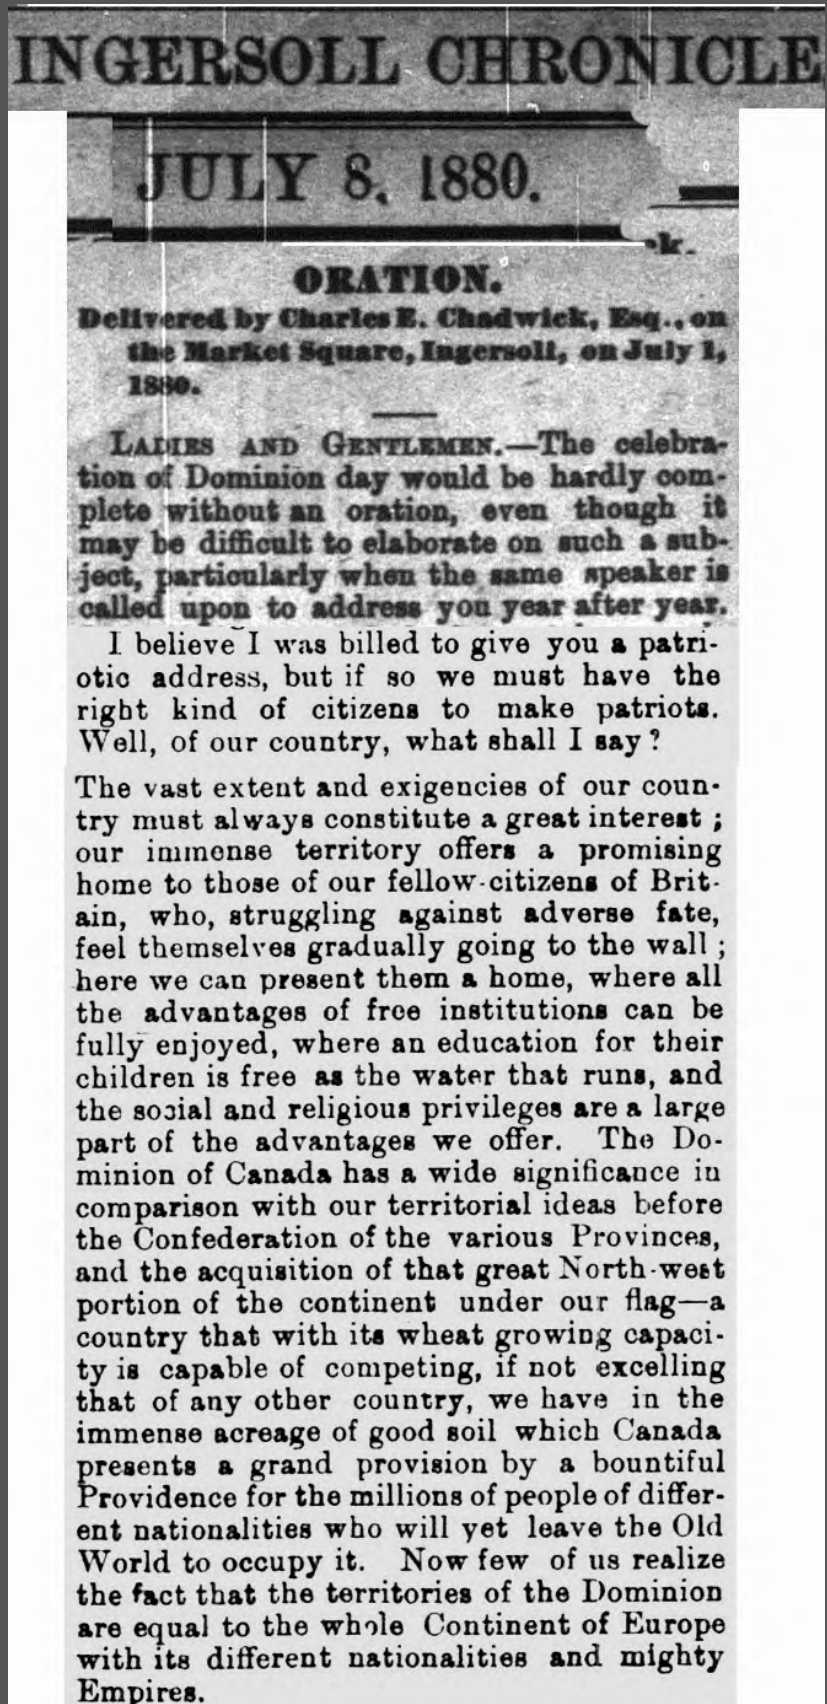 INGERSOLL CHRONICLE
JULY 8, 1880.
ORATION.
Delivered by Charles E. Chadwick, Esq., on
the Market Square, Ingersoll, on July 1,
1880.
LADIES AND GENTLEMEN.—The celebra-
tion of Dominion day would be hardly com-
plete without an oration, even though it
may be difficult to elaborate on such a sub-
ject, particularly when the same speaker is
called upon to address you year after year.
I believe I was billed to give you a patri-
otic address, but if so we must have the
right kind of citizens to make patriots.
Well, of our country, what shall I say?
The vast extent and exigencies of our coun-
try must always constitute a great interest;
our immense territory offers a promising
home to those of our fellow-citizens of Brit-
ain, who, struggling against adverse fate,
feel themselves gradually going to the wall;
here we can present them a home, where all
the advantages of free institutions can be
fully enjoyed, where an education for their
children is free as the water that runs, and
the social and religious privileges are a large
part of the advantages we offer. The Do-
minion of Canada has a wide significance in
comparison with our territorial ideas before
the Confederation of the various Provinces,
and the acquisition of that great North-west
portion of the continent under our flag—a
country that with its wheat growing capaci-
ty is capable of competing, if not excelling
that of any other country, we have in the
immense acreage of good soil which Canada
presents a grand provision by a bountiful
Providence for the millions of people of differ-
ent nationalities who will yet leave the Old
World to occupy it. Now few of us realize
the fact that the territories of the Dominion
are equal to the whole Continent of Europe
with its different nationalities and mighty
Empires.